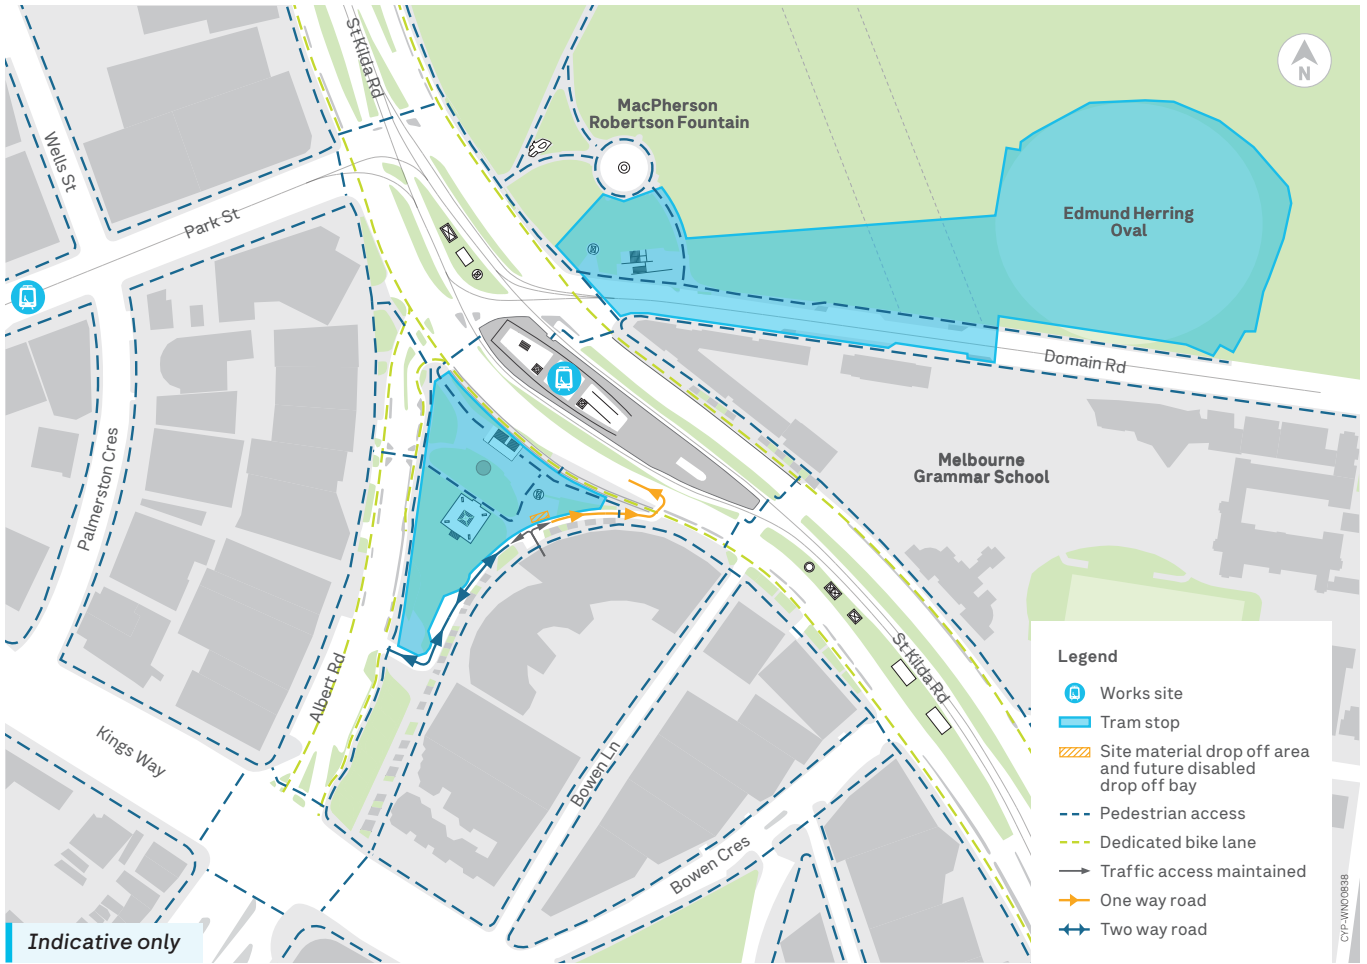 St Kilda Rd
N
MacPherson
Robertson Fountain
Wells St
Park St
Edmund Herring
Oval
Domain Rd
Melbourne
Grammar School
Palmerston Cres
Albert Rd
St Kilda Rd
Kings Way
Bowen Ln
Bowen Cres
Legend
Works site
Tram stop
Site material drop off area
and future disabled
drop off bay
Pedestrian access
Dedicated bike lane
Traffic access maintained
One way road
Two way road
CYP-WN00838
Indicative only